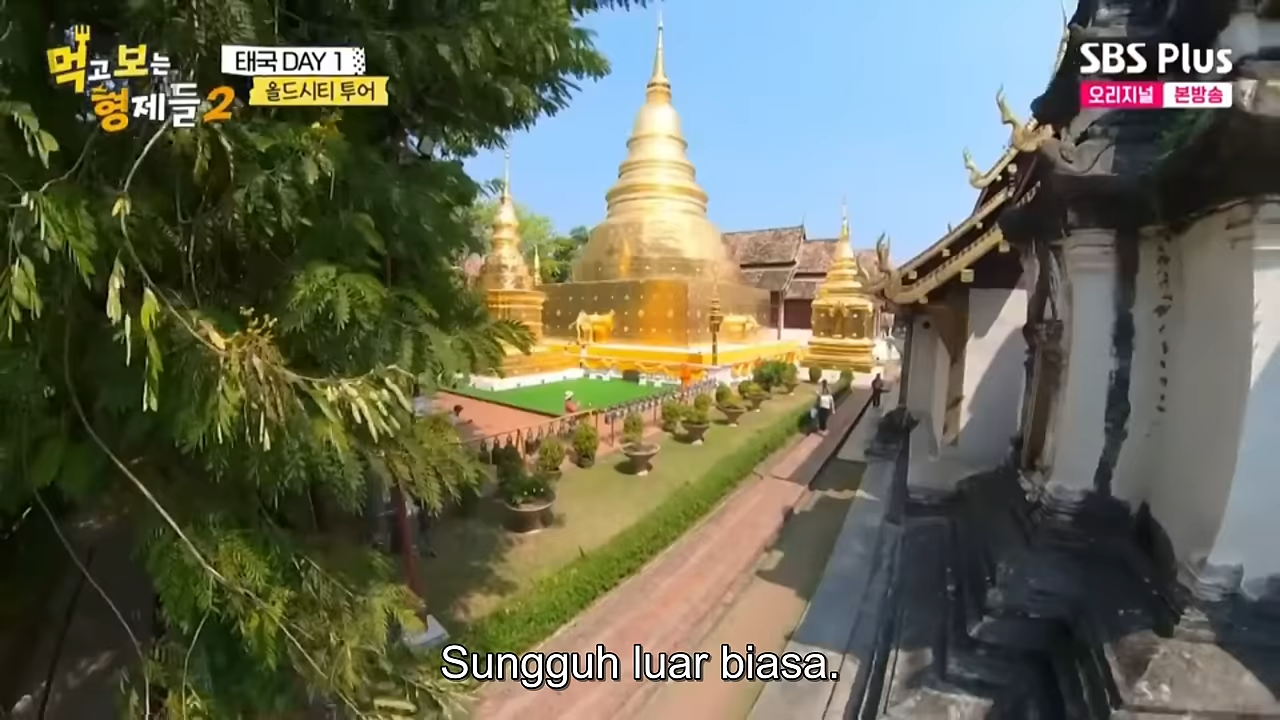 먹고 보는
형제들 2
태국 DAY 1
올드시티 투어
SBS Plus
오리지널 본방송
Sungguh luar biasa.